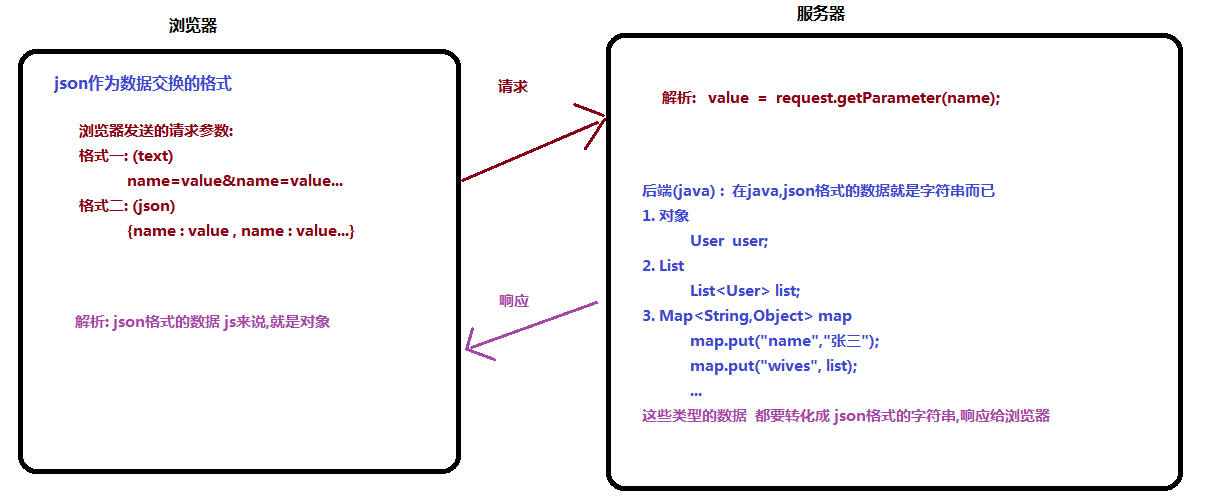 浏览器
json作为数据交换的格式
浏览器发送的请求参数:
格式一: (text)
name=value&name=value...
格式二: (json)
{name : value , name : value...}
解析: json格式的数据 js来说,就是对象
请求
响应
服务器
解析: value = request.getParameter(name);
后端(java) : 在java,json格式的数据就是字符串而已
1. 对象
User user;
2. List
List<User> list;
3. Map<String,Object> map
map.put("name","张三");
map.put("wives", list);
...
这些类型的数据 都要转化成 json格式的字符串,响应给浏览器